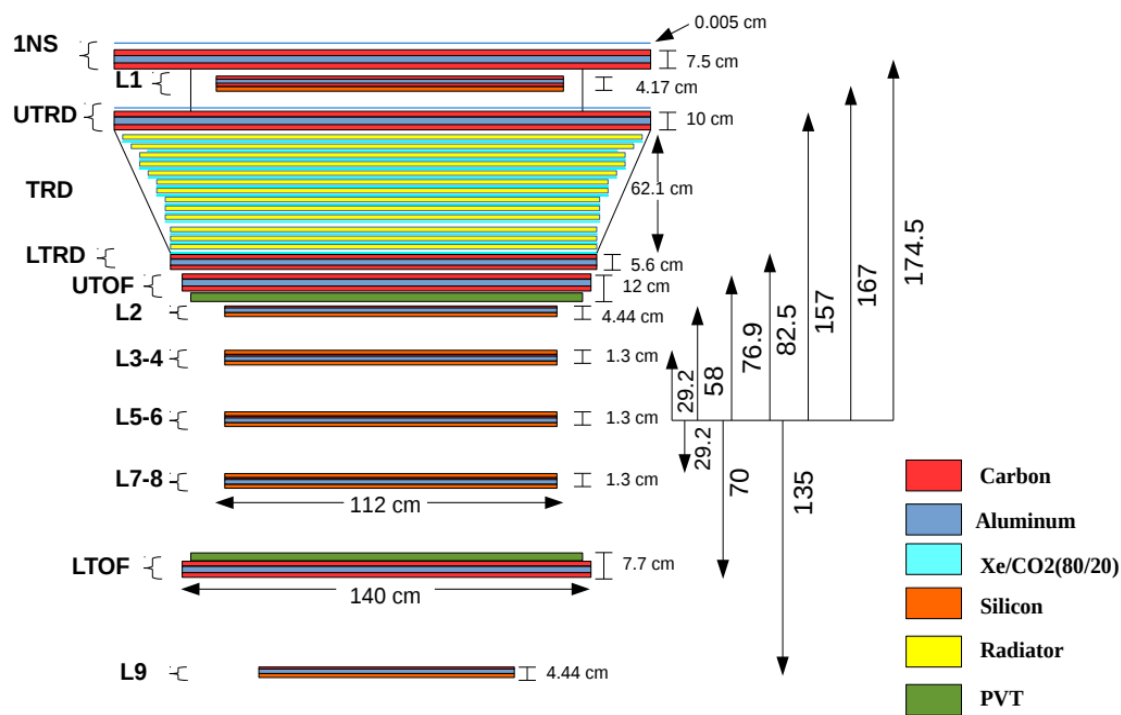 0.005 cm
1NS
7.5 cm
L1
4.17 cm
UTRD
10 cm
TRD
62.1 cm
LTRD
5.6 cm
UTOF
12 cm
L2
4.44 cm
L3-4
1.3 cm
L5-6
1.3 cm
L7-8
1.3 cm
112 cm
LTOF
7.7 cm
140 cm
L9
4.44 cm
29.2
58
76.9
82.5
157
167
174.5
29.2
70
135
Carbon
Aluminum
Xe/CO2(80/20)
Silicon
Radiator
PVT